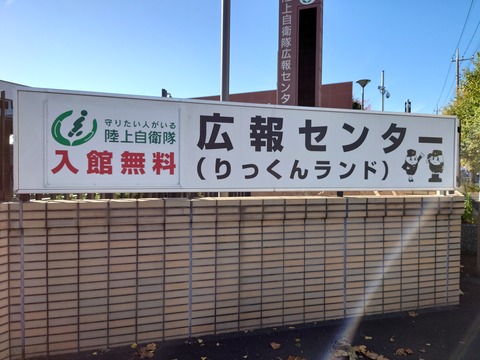 陸上自衛隊広報センタ
守りたい人がいる
陸上自衛隊
入館無料
広報センター
(りっくんランド)